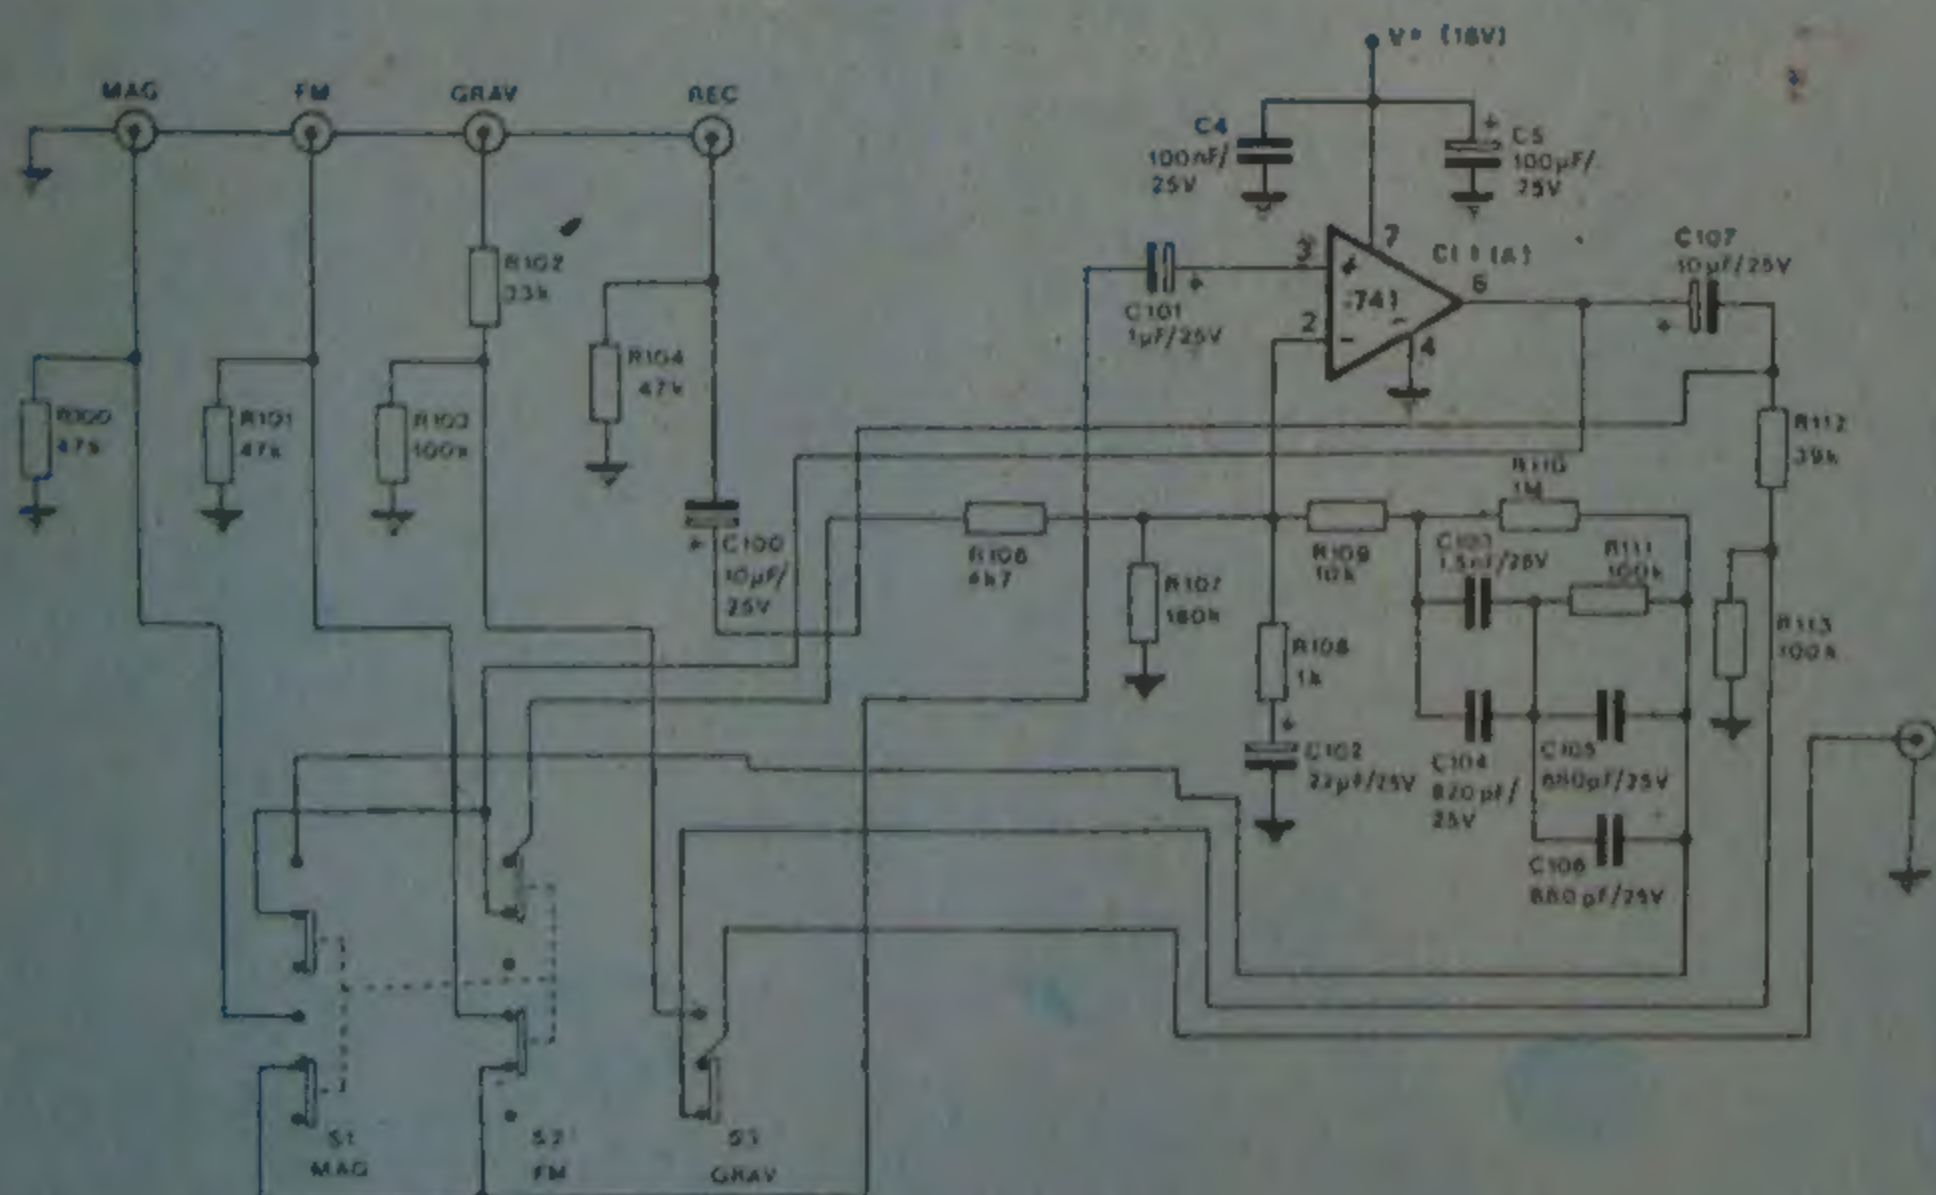 MAG
FM
GRAV
REC
V+ (18V)
C4
100nF/
25V
+
C5
100µF/
25V
R102
33k
R104
47k
R100
47k
R101
47k
R103
100k
+
C100
10µF/
25V
C101
1µF/25V
+
3
+
2
-
741
7
CI 1 (A)
6
4
C107
10µF/25V
+
R112
39k
R113
100k
R107
180k
R109
10k
R110
1M
C103
1.5nF/25V
R111
100k
R108
1k
+
C102
22µF/25V
C104
820pF/
25V
C105
680pF/25V
C106
680pF/25V
S1
MAG
S2
FM
S3
GRAV